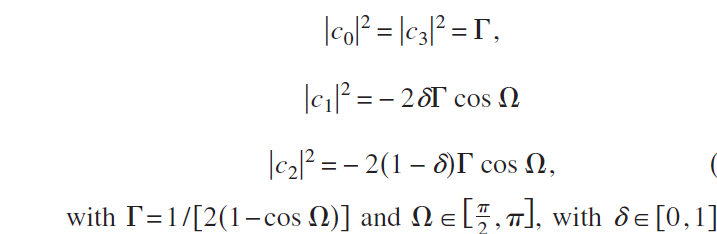 |c₀|² = |c₃|² = Γ,
|c₁|² = − 2δΓ cos Ω
|c₂|² = − 2(1 − δ)Γ cos Ω, (
with Γ=1/[2(1−cos Ω)] and Ω ∈ [π/2, π], with δ ∈ [0,1]